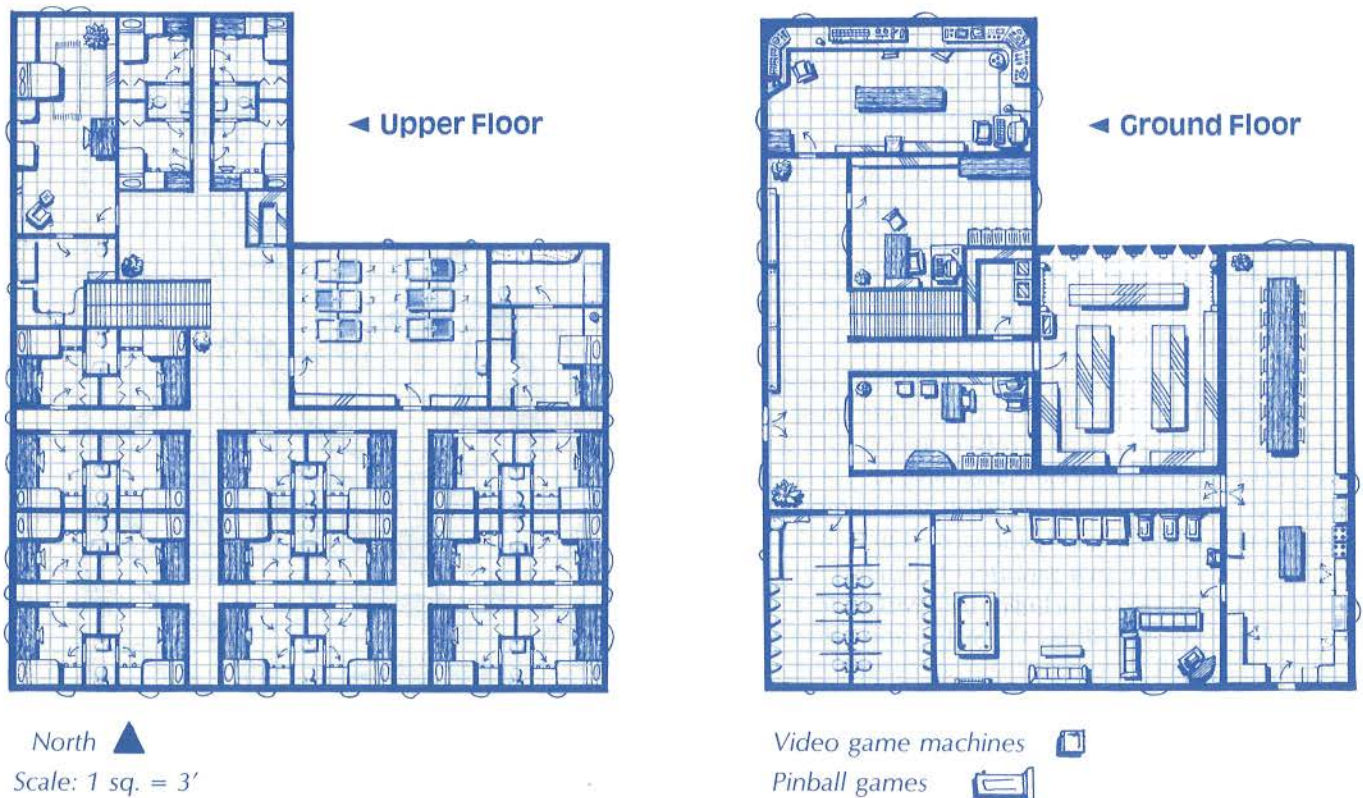 ◄ Upper Floor
◄ Ground Floor
North ▲
Scale: 1 sq. = 3'
Video game machines
Pinball games